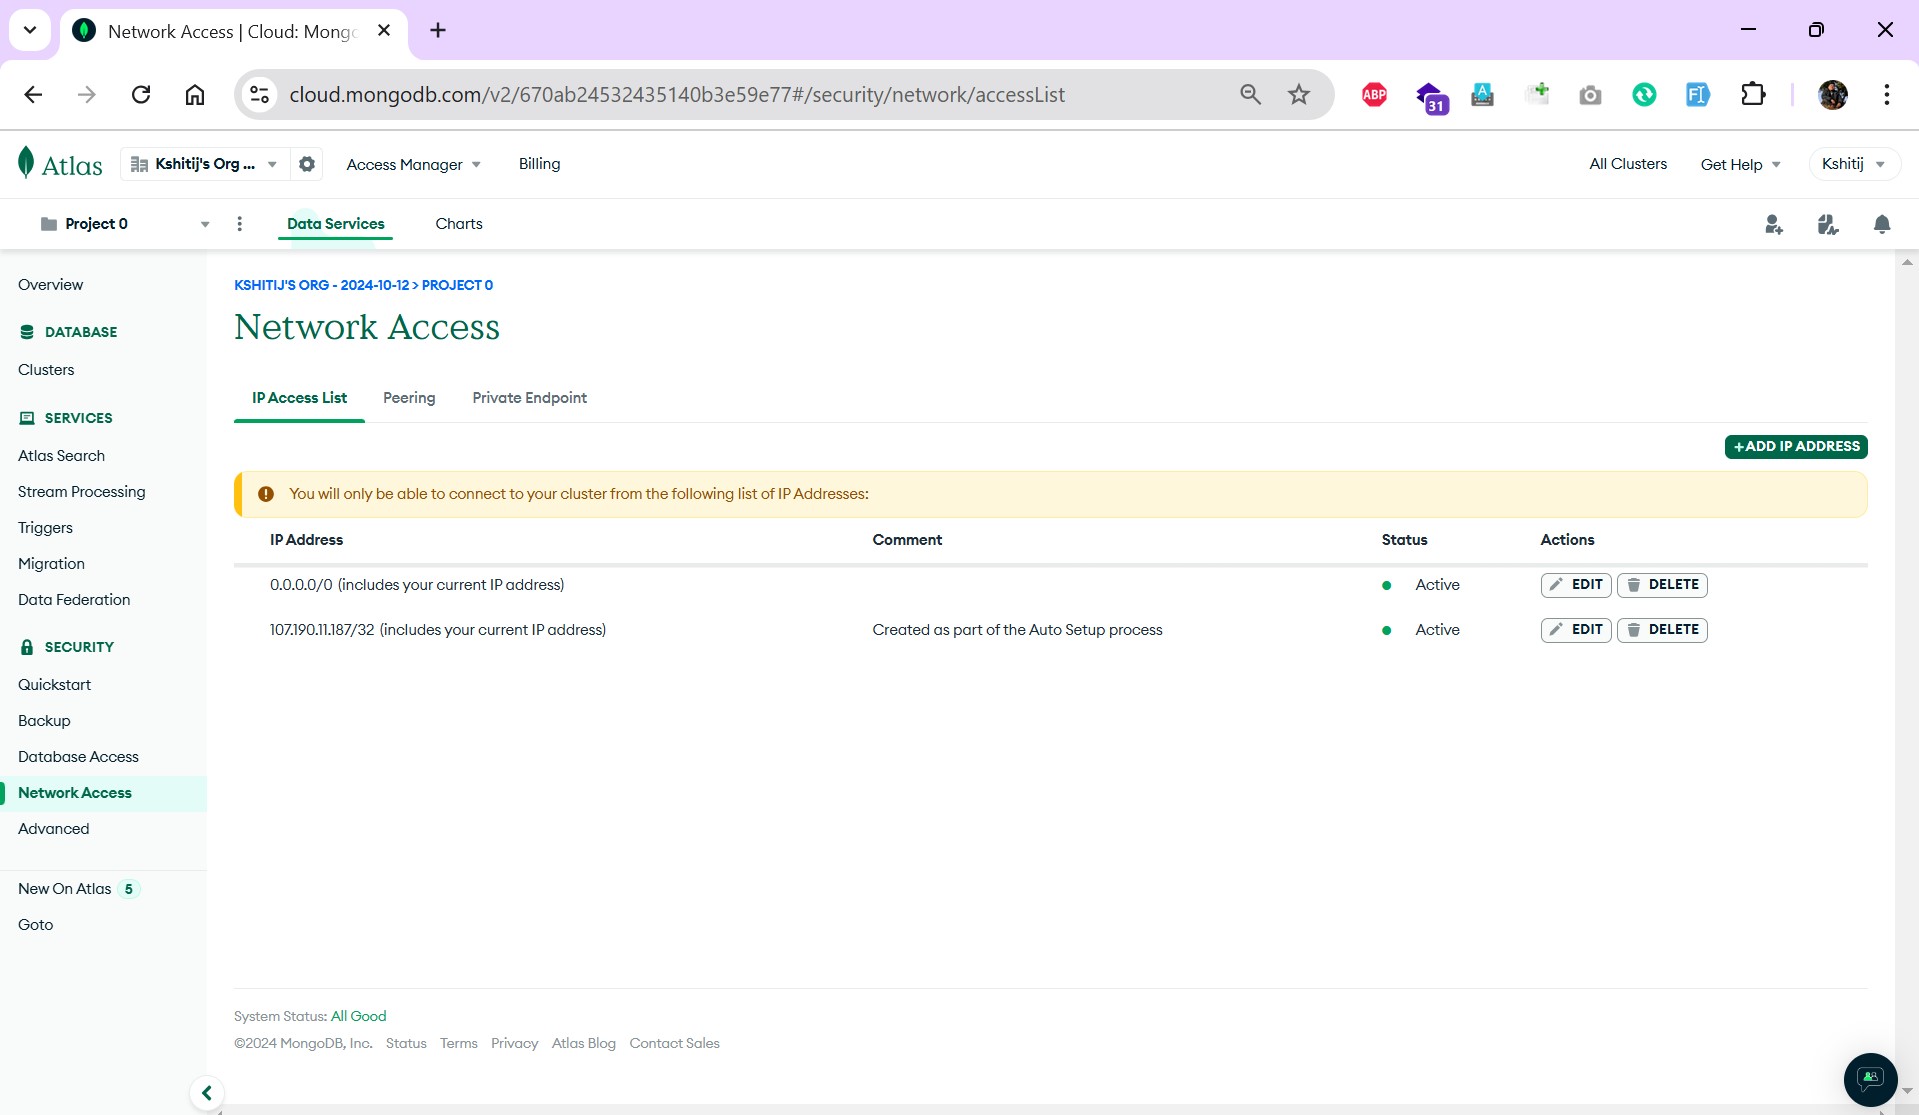 Network Access | Cloud: Mong
cloud.mongodb.com/v2/670ab24532435140b3e59e77#/security/network/accessList
ABP
31
A
FI
Atlas
Kshitij's Org ...
Access Manager
Billing
All Clusters
Get Help
Kshitij
Project 0
Data Services
Charts
Overview
DATABASE
Clusters
SERVICES
Atlas Search
Stream Processing
Triggers
Migration
Data Federation
SECURITY
Quickstart
Backup
Database Access
Network Access
Advanced
New On Atlas 5
Goto
KSHITIJ'S ORG - 2024-10-12 > PROJECT 0
Network Access
IP Access List
Peering
Private Endpoint
+ADD IP ADDRESS
You will only be able to connect to your cluster from the following list of IP Addresses:
IP Address Comment Status Actions
0.0.0.0/0 (includes your current IP address) Active EDIT DELETE
107.190.11.187/32 (includes your current IP address) Created as part of the Auto Setup process Active EDIT DELETE
System Status: All Good
©2024 MongoDB, Inc. Status Terms Privacy Atlas Blog Contact Sales